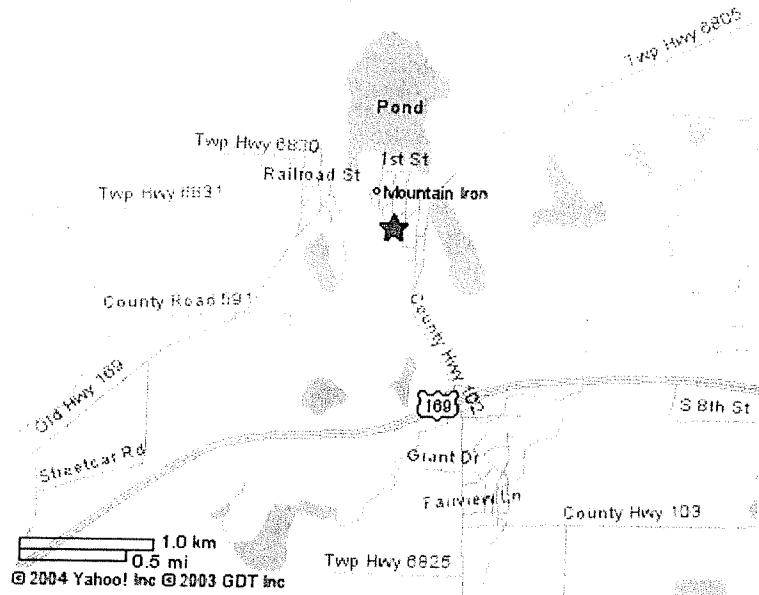 Twp Hwy 6805
Pond
Twp Hwy 6830
1st St
Railroad St
Twp Hwy 6831
Mountain Iron
County Road 591
County Hwy 102
Old Hwy 169
169
S 8th St
Streetcar Rd
Giant Dr
Fairview Ln
County Hwy 103
1.0 km
0.5 mi
Twp Hwy 6825
© 2004 Yahoo! Inc © 2003 GDT Inc